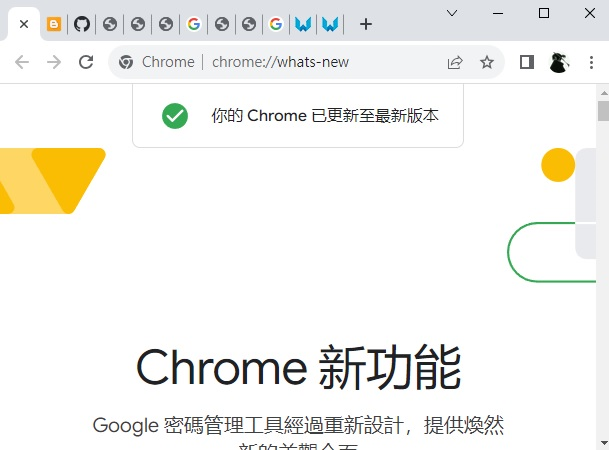 Chrome
chrome://whats-new
你的 Chrome 已更新至最新版本
Chrome 新功能
Google 密碼管理工具經過重新設計，提供煥然